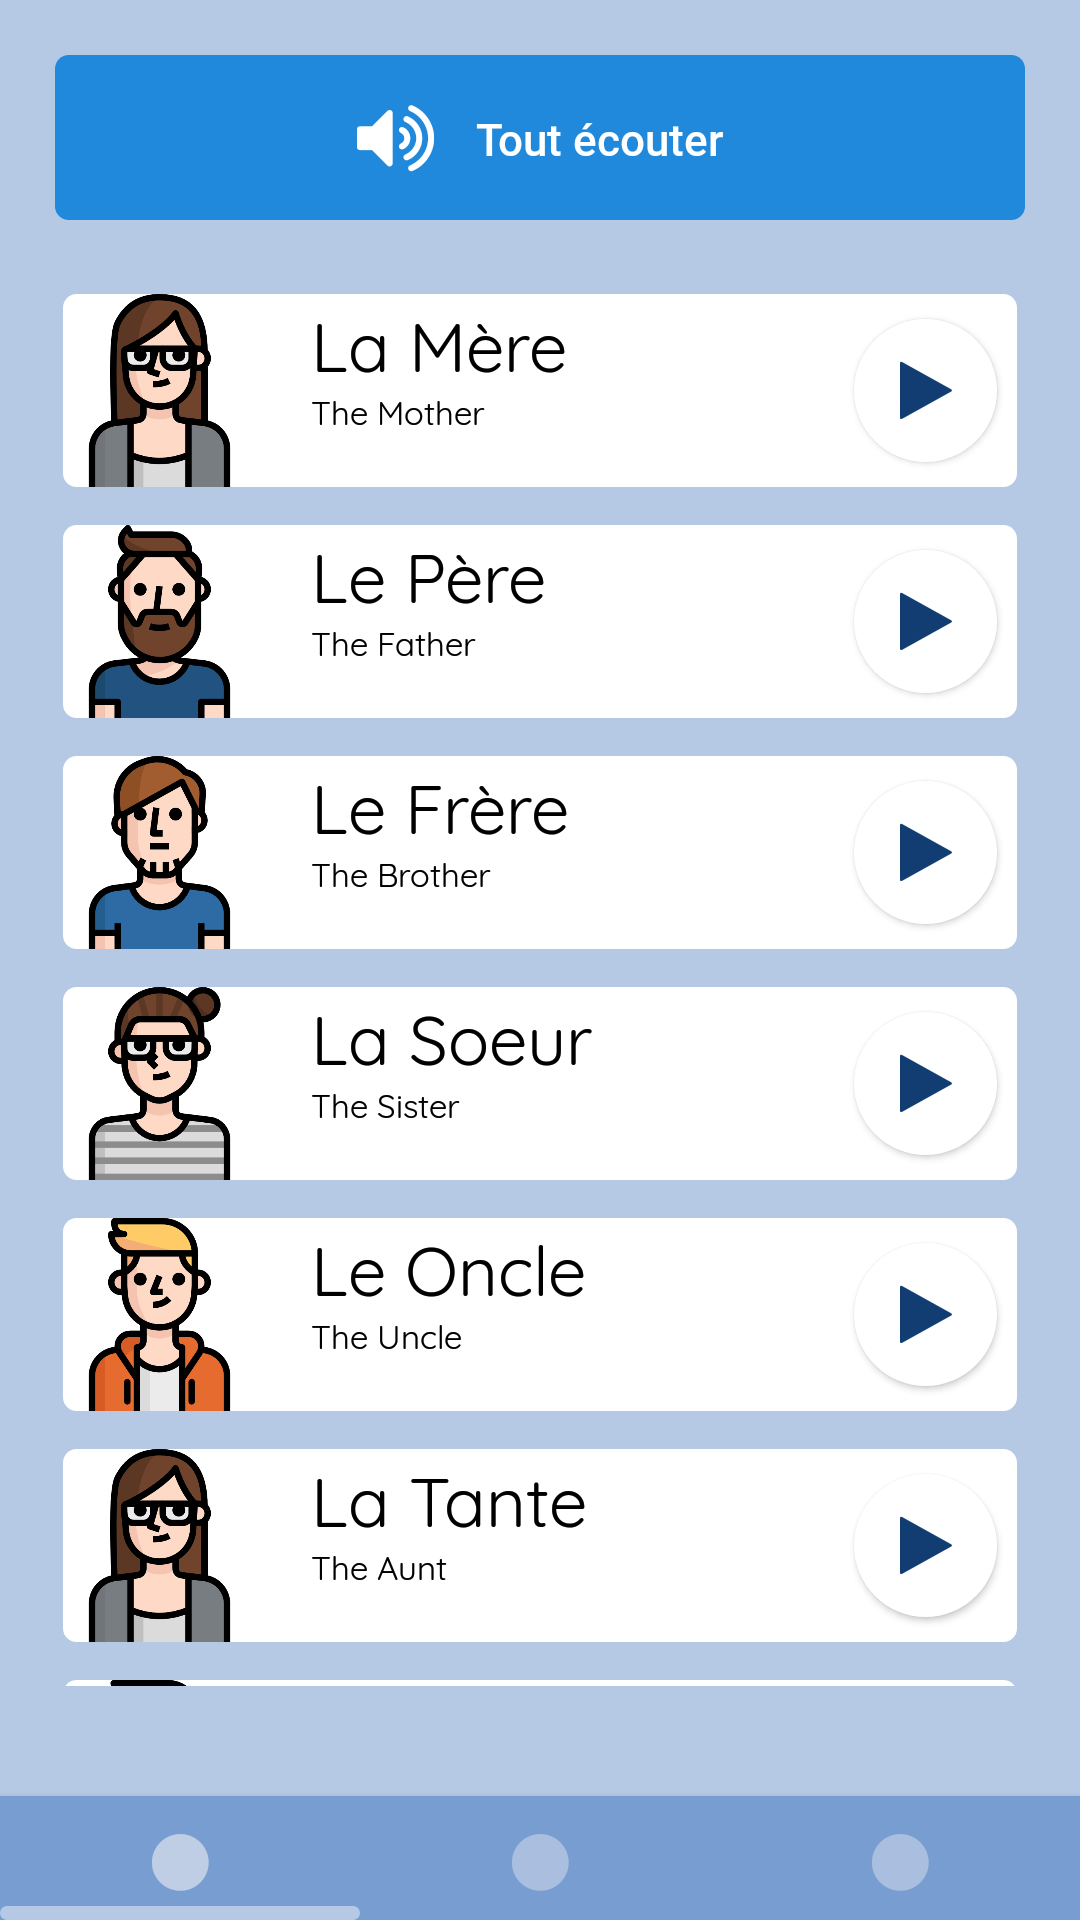 Tout écouter
La Mère
The Mother
Le Père
The Father
Le Frère
The Brother
La Soeur
The Sister
Le Oncle
The Uncle
La Tante
The Aunt